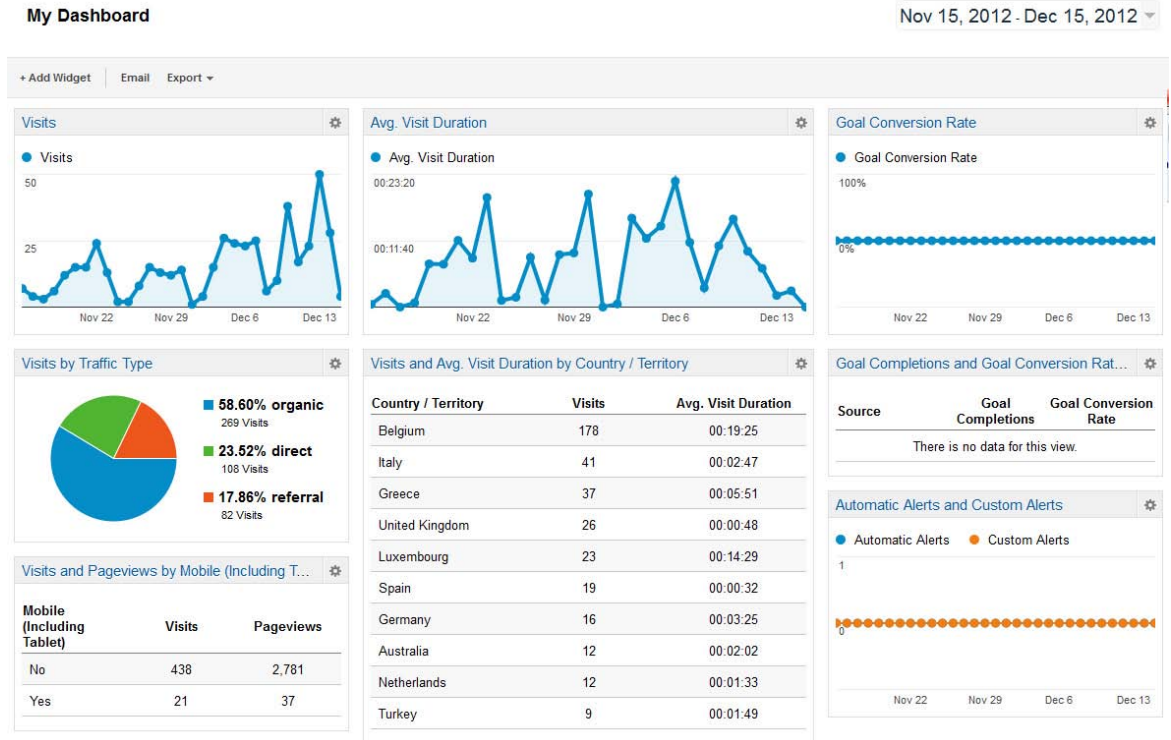 My Dashboard
Nov 15, 2012 - Dec 15, 2012
+ Add Widget Email Export
Visits
Visits
50
25
Nov 22 Nov 29 Dec 6 Dec 13
Avg. Visit Duration
Avg. Visit Duration
00:23:20
00:11:40
Nov 22 Nov 29 Dec 6 Dec 13
Goal Conversion Rate
Goal Conversion Rate
100%
0%
Nov 22 Nov 29 Dec 6 Dec 13
Visits by Traffic Type
58.60% organic
269 Visits
23.52% direct
108 Visits
17.86% referral
82 Visits
Visits and Pageviews by Mobile (Including T...
Mobile
(Including
Tablet) Visits Pageviews
No 438 2,781
Yes 21 37
Visits and Avg. Visit Duration by Country / Territory
Country / Territory Visits Avg. Visit Duration
Belgium 178 00:19:25
Italy 41 00:02:47
Greece 37 00:05:51
United Kingdom 26 00:00:48
Luxembourg 23 00:14:29
Spain 19 00:00:32
Germany 16 00:03:25
Australia 12 00:02:02
Netherlands 12 00:01:33
Turkey 9 00:01:49
Goal Completions and Goal Conversion Rat...
Source Goal Completions Goal Conversion Rate
There is no data for this view.
Automatic Alerts and Custom Alerts
Automatic Alerts Custom Alerts
1
0
Nov 22 Nov 29 Dec 6 Dec 13